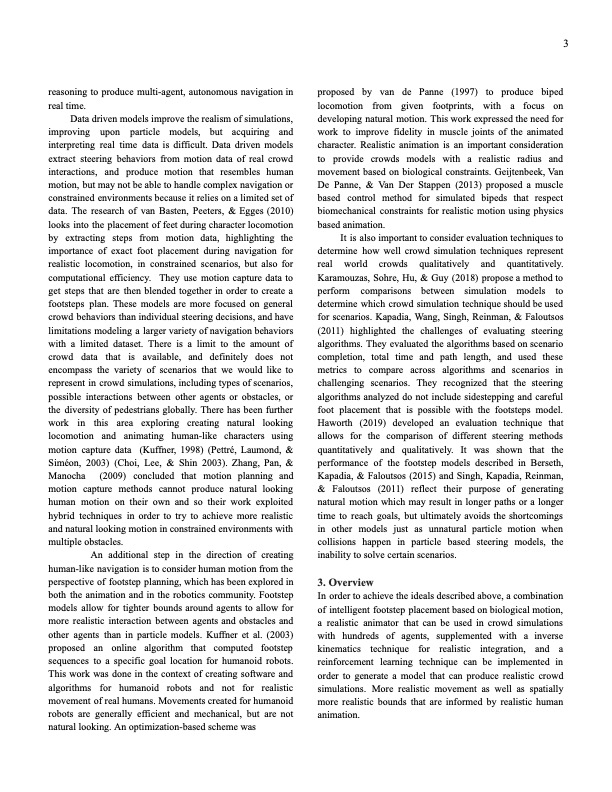 3
reasoning to produce multi-agent, autonomous navigation in
real time.
Data driven models improve the realism of simulations,
improving upon particle models, but acquiring and
interpreting real time data is difficult. Data driven models
extract steering behaviors from motion data of real crowd
interactions, and produce motion that resembles human
motion, but may not be able to handle complex navigation or
constrained environments because it relies on a limited set of
data. The research of van Basten, Peeters, & Egges (2010)
looks into the placement of feet during character locomotion
by extracting steps from motion data, highlighting the
importance of exact foot placement during navigation for
realistic locomotion, in constrained scenarios, but also for
computational efficiency. They use motion capture data to
get steps that are then blended together in order to create a
footsteps plan. These models are more focused on general
crowd behaviors than individual steering decisions, and have
limitations modeling a larger variety of navigation behaviors
with a limited dataset. There is a limit to the amount of
crowd data that is available, and definitely does not
encompass the variety of scenarios that we would like to
represent in crowd simulations, including types of scenarios,
possible interactions between other agents or obstacles, or
the diversity of pedestrians globally. There has been further
work in this area exploring creating natural looking
locomotion and animating human-like characters using
motion capture data (Kuffner, 1998) (Pettré, Laumond, &
Siméon, 2003) (Choi, Lee, & Shin 2003). Zhang, Pan, &
Manocha (2009) concluded that motion planning and
motion capture methods cannot produce natural looking
human motion on their own and so their work exploited
hybrid techniques in order to try to achieve more realistic
and natural looking motion in constrained environments with
multiple obstacles.
An additional step in the direction of creating
human-like navigation is to consider human motion from the
perspective of footstep planning, which has been explored in
both the animation and in the robotics community. Footstep
models allow for tighter bounds around agents to allow for
more realistic interaction between agents and obstacles and
other agents than in particle models. Kuffner et al. (2003)
proposed an online algorithm that computed footstep
sequences to a specific goal location for humanoid robots.
This work was done in the context of creating software and
algorithms for humanoid robots and not for realistic
movement of real humans. Movements created for humanoid
robots are generally efficient and mechanical, but are not
natural looking. An optimization-based scheme was
proposed by van de Panne (1997) to produce biped
locomotion from given footprints, with a focus on
developing natural motion. This work expressed the need for
work to improve fidelity in muscle joints of the animated
character. Realistic animation is an important consideration
to provide crowds models with a realistic radius and
movement based on biological constraints. Geijtenbeek, Van
De Panne, & Van Der Stappen (2013) proposed a muscle
based control method for simulated bipeds that respect
biomechanical constraints for realistic motion using physics
based animation.
It is also important to consider evaluation techniques to
determine how well crowd simulation techniques represent
real world crowds qualitatively and quantitatively.
Karamouzas, Sohre, Hu, & Guy (2018) propose a method to
perform comparisons between simulation models to
determine which crowd simulation technique should be used
for scenarios. Kapadia, Wang, Singh, Reinman, & Faloutsos
(2011) highlighted the challenges of evaluating steering
algorithms. They evaluated the algorithms based on scenario
completion, total time and path length, and used these
metrics to compare across algorithms and scenarios in
challenging scenarios. They recognized that the steering
algorithms analyzed do not include sidestepping and careful
foot placement that is possible with the footsteps model.
Haworth (2019) developed an evaluation technique that
allows for the comparison of different steering methods
quantitatively and qualitatively. It was shown that the
performance of the footstep models described in Berseth,
Kapadia, & Faloutsos (2015) and Singh, Kapadia, Reinman,
& Faloutsos (2011) reflect their purpose of generating
natural motion which may result in longer paths or a longer
time to reach goals, but ultimately avoids the shortcomings
in other models just as unnatural particle motion when
collisions happen in particle based steering models, the
inability to solve certain scenarios.
3. Overview
In order to achieve the ideals described above, a combination
of intelligent footstep placement based on biological motion,
a realistic animator that can be used in crowd simulations
with hundreds of agents, supplemented with a inverse
kinematics technique for realistic integration, and a
reinforcement learning technique can be implemented in
order to generate a model that can produce realistic crowd
simulations. More realistic movement as well as spatially
more realistic bounds that are informed by realistic human
animation.